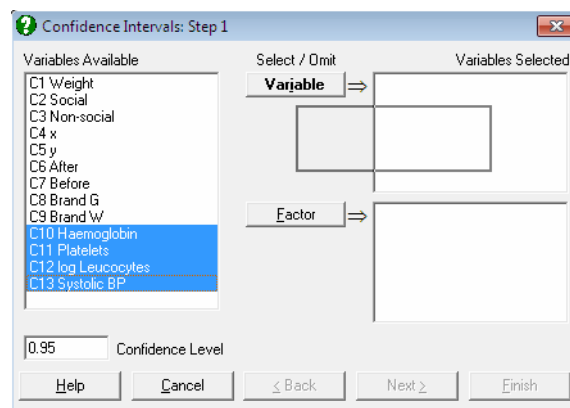 Confidence Intervals: Step 1
Variables Available
Select / Omit
Variables Selected
C1 Weight
C2 Social
C3 Non-social
C4 x
C5 y
C6 After
C7 Before
C8 Brand G
C9 Brand W
C10 Haemoglobin
C11 Platelets
C12 log Leucocytes
C13 Systolic BP
Variable
Factor
0.95 Confidence Level
Help
Cancel
< Back
Next >
Finish